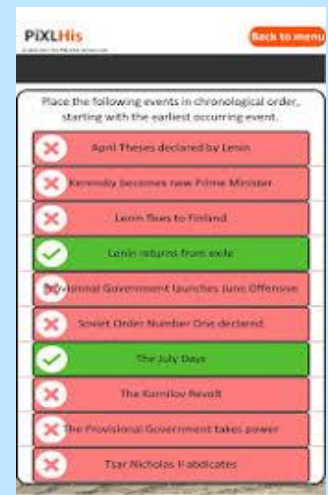 PiXLHis
Back to menu
Place the following events in chronological order,
starting with the earliest occurring event.
April Theses declared by Lenin
Kerensky becomes new Prime Minister
Lenin flees to Finland
Lenin returns from exile
Provisional Government launches June Offensive
Soviet Order Number One declared
The July Days
The Kornilov Revolt
The Provisional Government takes power
Tsar Nicholas II abdicates